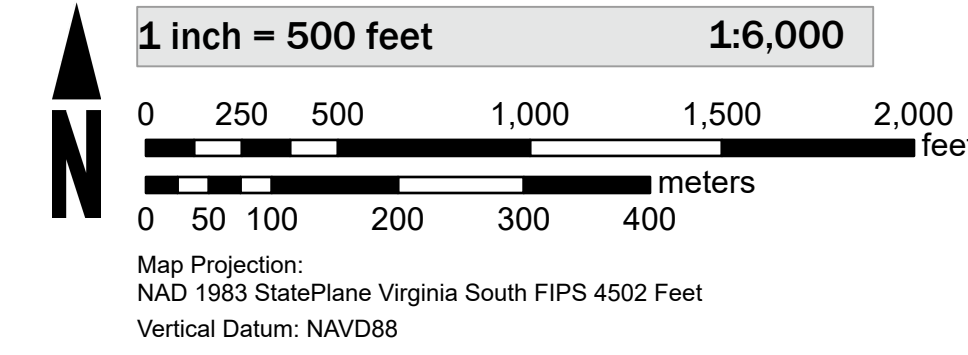 1 inch = 500 feet 1:6,000
0 250 500 1,000 1,500 2,000
feet
N
meters
0 50 100 200 300 400
Map Projection:
NAD 1983 StatePlane Virginia South FIPS 4502 Feet
Vertical Datum: NAVD88